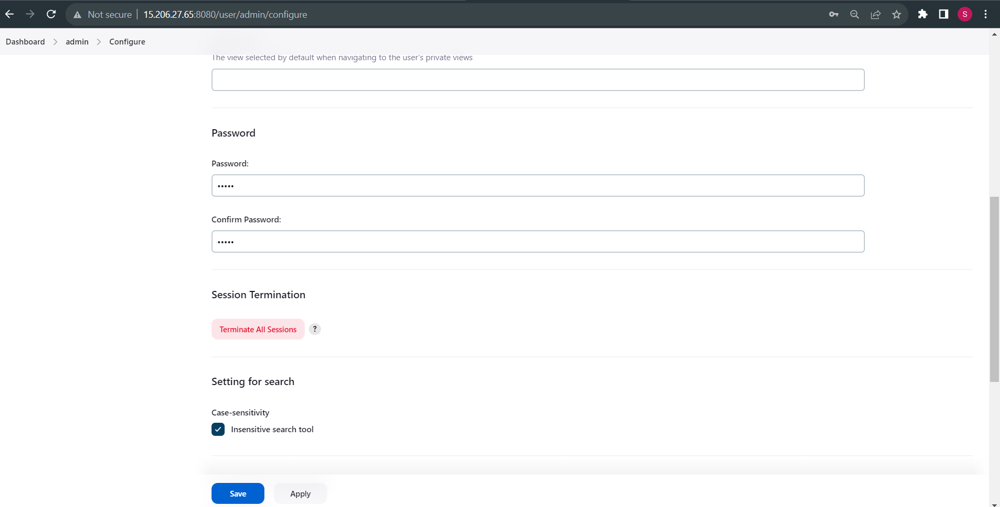 Not secure | 15.206.27.65:8080/user/admin/configure
S
Dashboard > admin > Configure
The view selected by default when navigating to the user's private views
Password
Password:
•••••
Confirm Password:
•••••
Session Termination
Terminate All Sessions ?
Setting for search
Case-sensitivity
Insensitive search tool
Save Apply